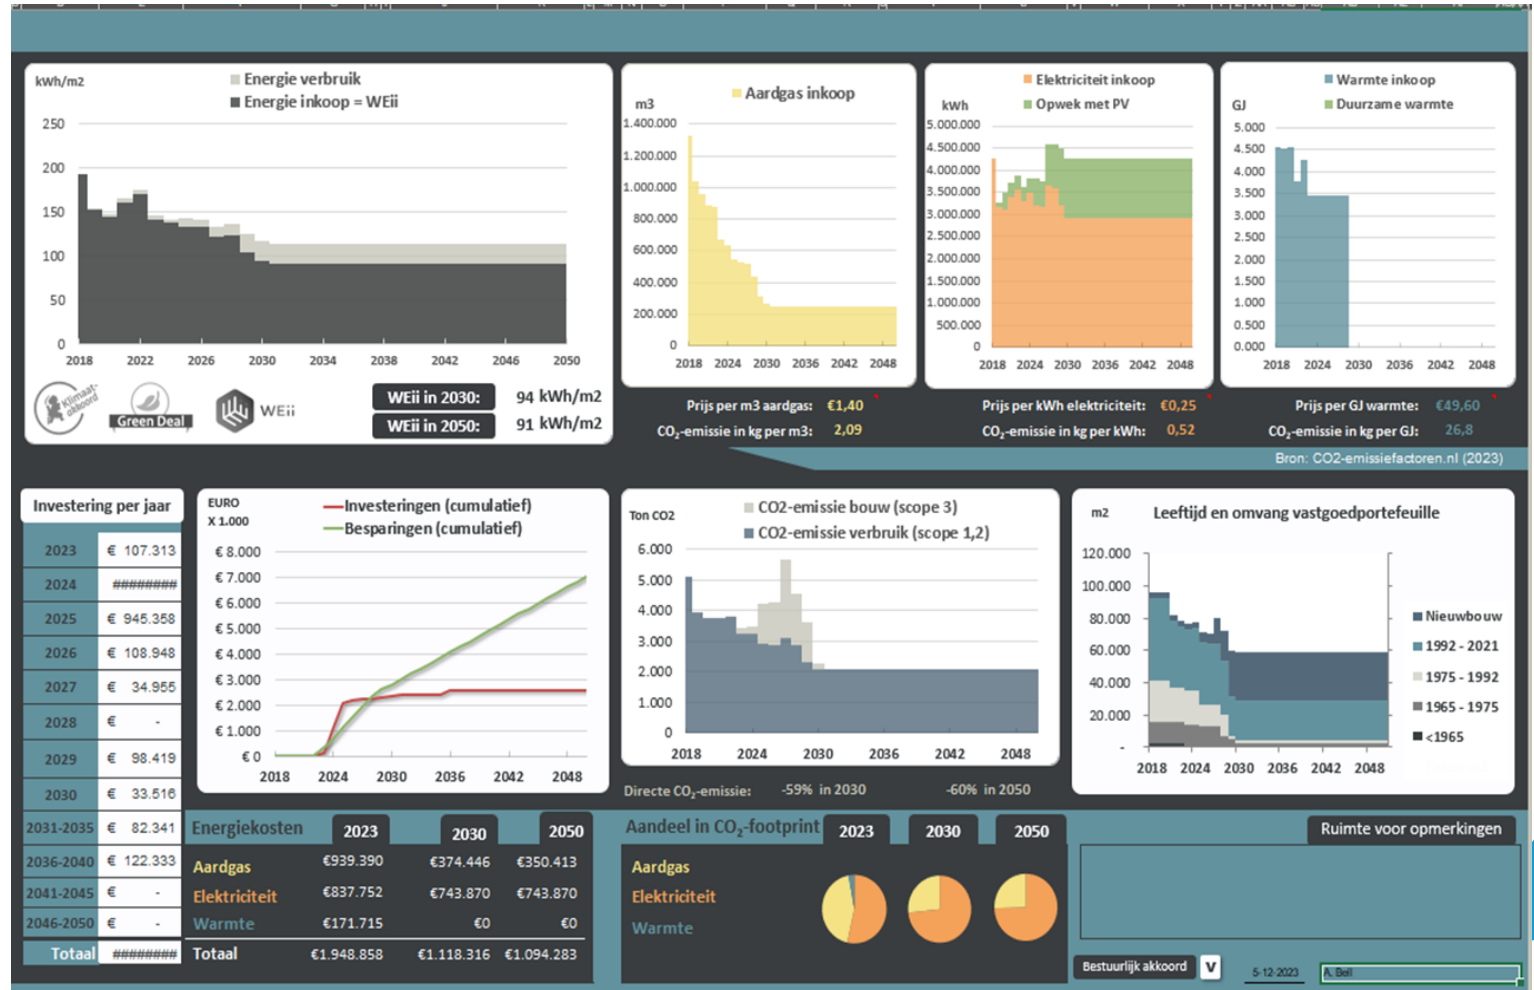 kWh/m2
Energie verbruik
Energie inkoop = WEii
250
200
150
100
50
0
2018 2022 2026 2030 2034 2038 2042 2046 2050
Klimaat-
akkoord
Green Deal
WEii
WEii in 2030: 94 kWh/m2
WEii in 2050: 91 kWh/m2
Aardgas inkoop
m3
1.400.000
1.200.000
1.000.000
800.000
600.000
400.000
200.000
0
2018 2024 2030 2036 2042 2048
Prijs per m3 aardgas: €1,40
CO₂-emissie in kg per m3: 2,09
Elektriciteit inkoop
Opwek met PV
kWh
5.000.000
4.500.000
4.000.000
3.500.000
3.000.000
2.500.000
2.000.000
1.500.000
1.000.000
500.000
0
2018 2024 2030 2036 2042 2048
Prijs per kWh elektriciteit: €0,25
CO₂-emissie in kg per kWh: 0,52
Warmte inkoop
Duurzame warmte
GJ
5.000
4.500
4.000
3.500
3.000
2.500
2.000
1.500
1.000
0.500
0.000
2018 2024 2030 2036 2042 2048
Prijs per GJ warmte: €49,60
CO₂-emissie in kg per GJ: 26,8
Bron: CO2-emissiefactoren.nl (2023)
Investering per jaar
2023 € 107.313
2024 ########
2025 € 945.358
2026 € 108.948
2027 € 34.955
2028 € -
2029 € 98.419
2030 € 33.516
2031-2035 € 82.341
2036-2040 € 122.333
2041-2045 € -
2046-2050 € -
Totaal ########
EURO
X 1.000
Investeringen (cumulatief)
Besparingen (cumulatief)
€ 8.000
€ 7.000
€ 6.000
€ 5.000
€ 4.000
€ 3.000
€ 2.000
€ 1.000
€ 0
2018 2024 2030 2036 2042 2048
Ton CO2
CO2-emissie bouw (scope 3)
CO2-emissie verbruik (scope 1,2)
6.000
5.000
4.000
3.000
2.000
1.000
0
2018 2024 2030 2036 2042 2048
Directe CO₂-emissie: -59% in 2030 -60% in 2050
m2
Leeftijd en omvang vastgoedportefeuille
120.000
100.000
80.000
60.000
40.000
20.000
-
2018 2024 2030 2036 2042 2048
Nieuwbouw
1992 - 2021
1975 - 1992
1965 - 1975
<1965
Energiekosten 2023 2030 2050
Aardgas €939.390 €374.446 €350.413
Elektriciteit €837.752 €743.870 €743.870
Warmte €171.715 €0 €0
Totaal €1.948.858 €1.118.316 €1.094.283
Aandeel in CO₂-footprint 2023 2030 2050
Aardgas
Elektriciteit
Warmte
Ruimte voor opmerkingen
Bestuurlijk akkoord V 5-12-2023 A. Bell